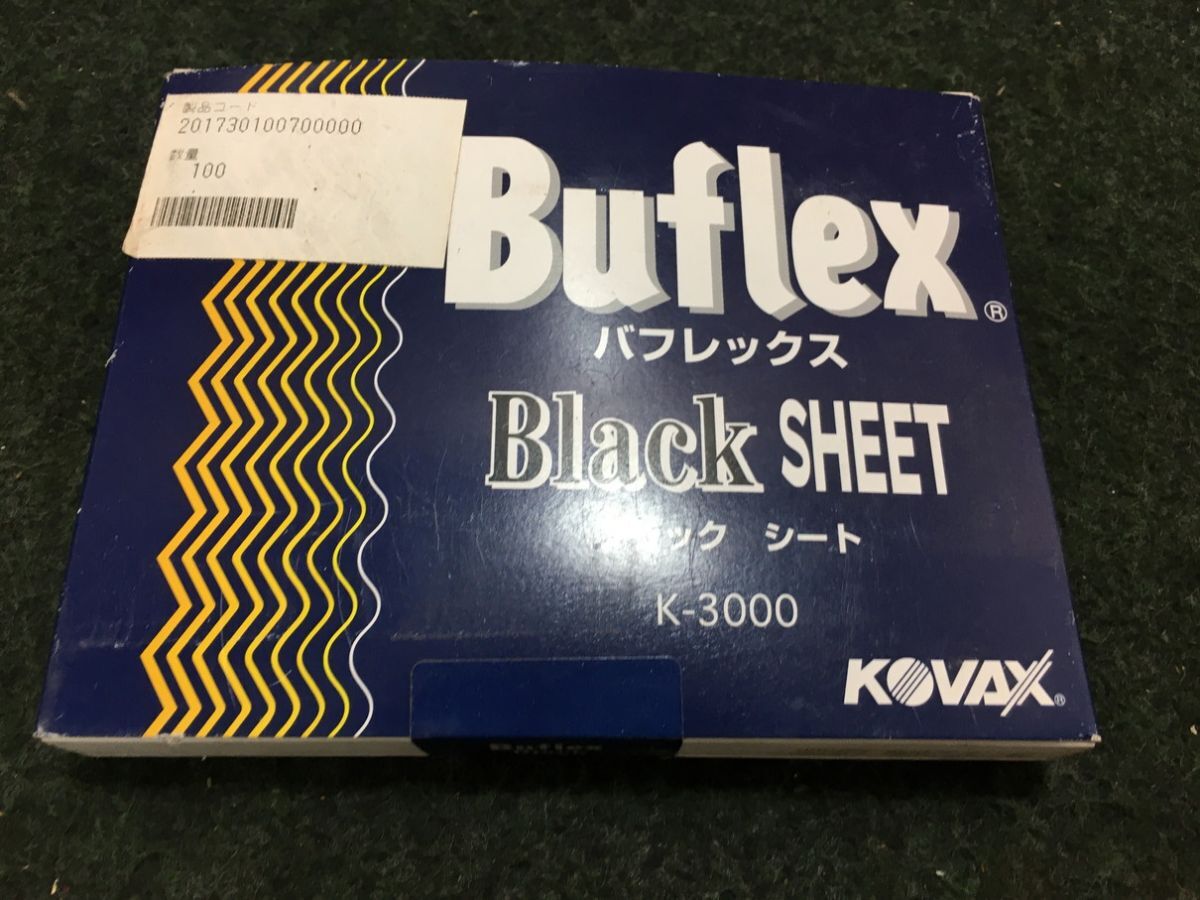 製品コード
201730100700000
数量
100
Buflex®
バフレックス
Black SHEET
ック シート
K-3000
KOVAX®
Buflex